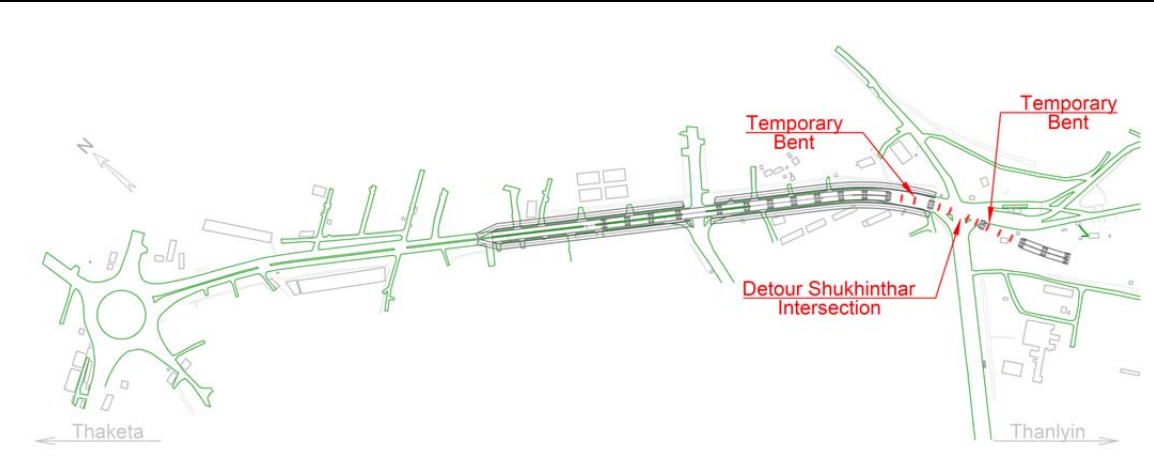 Temporary
Bent
Temporary
Bent
N
Detour Shukhinthar
Intersection
Thaketa
Thanlyin